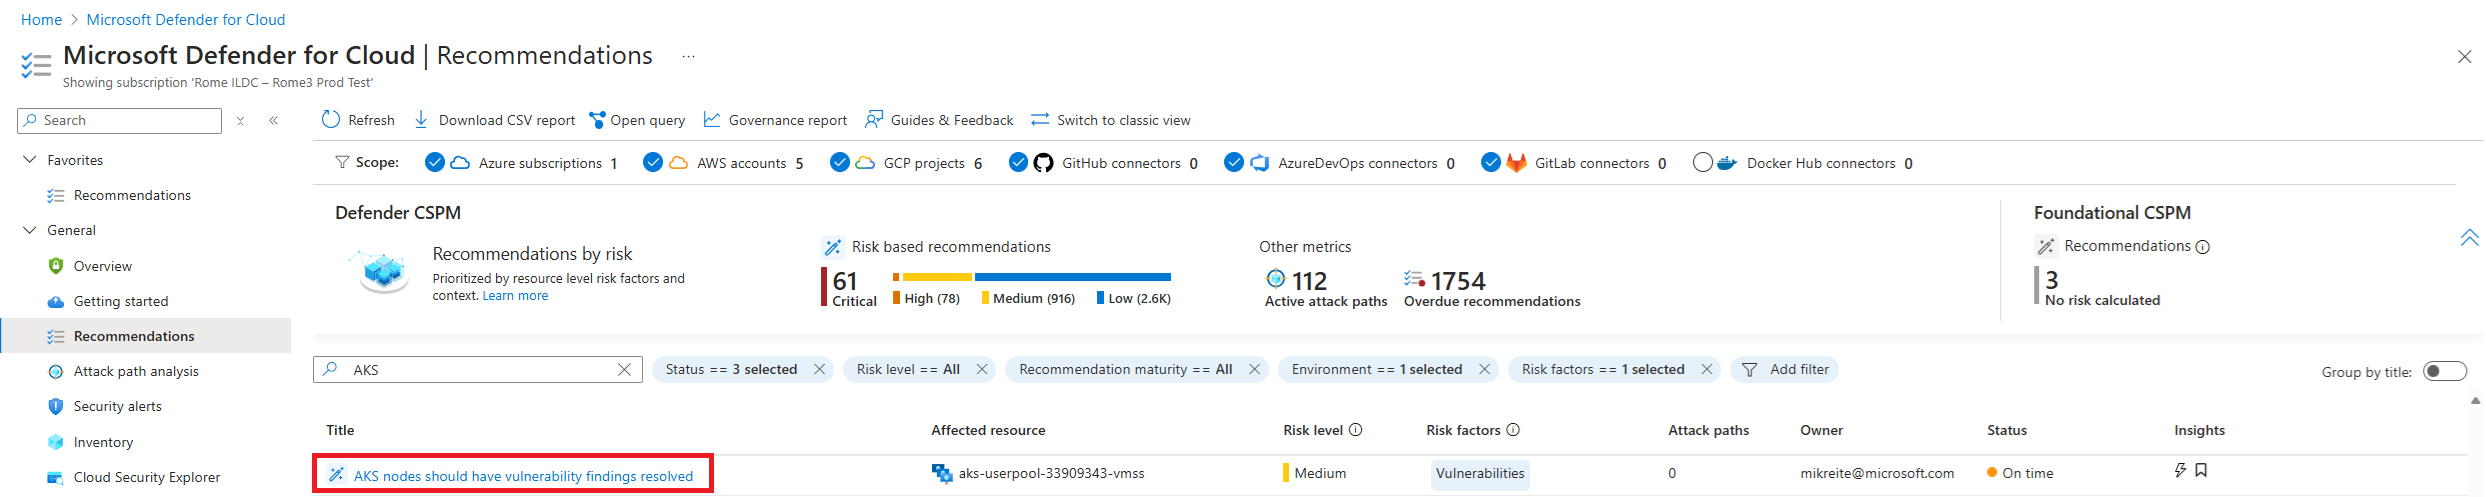 Home > Microsoft Defender for Cloud
Microsoft Defender for Cloud | Recommendations ...
Showing subscription 'Rome ILDC – Rome3 Prod Test'
Search
Favorites
Recommendations
General
Overview
Getting started
Recommendations
Attack path analysis
Security alerts
Inventory
Cloud Security Explorer
Refresh Download CSV report Open query Governance report Guides & Feedback Switch to classic view
Scope: Azure subscriptions 1 AWS accounts 5 GCP projects 6 GitHub connectors 0 AzureDevOps connectors 0 GitLab connectors 0 Docker Hub connectors 0
Defender CSPM
Recommendations by risk
Prioritized by resource level risk factors and
context. Learn more
Risk based recommendations
61
Critical
High (78) Medium (916) Low (2.6K)
Other metrics
112
Active attack paths
1754
Overdue recommendations
Foundational CSPM
Recommendations
3
No risk calculated
AKS
Status == 3 selected Risk level == All Recommendation maturity == All Environment == 1 selected Risk factors == 1 selected Add filter
Group by title:
Title Affected resource Risk level Risk factors Attack paths Owner Status Insights
AKS nodes should have vulnerability findings resolved aks-userpool-33909343-vmss Medium Vulnerabilities 0 mikreite@microsoft.com On time